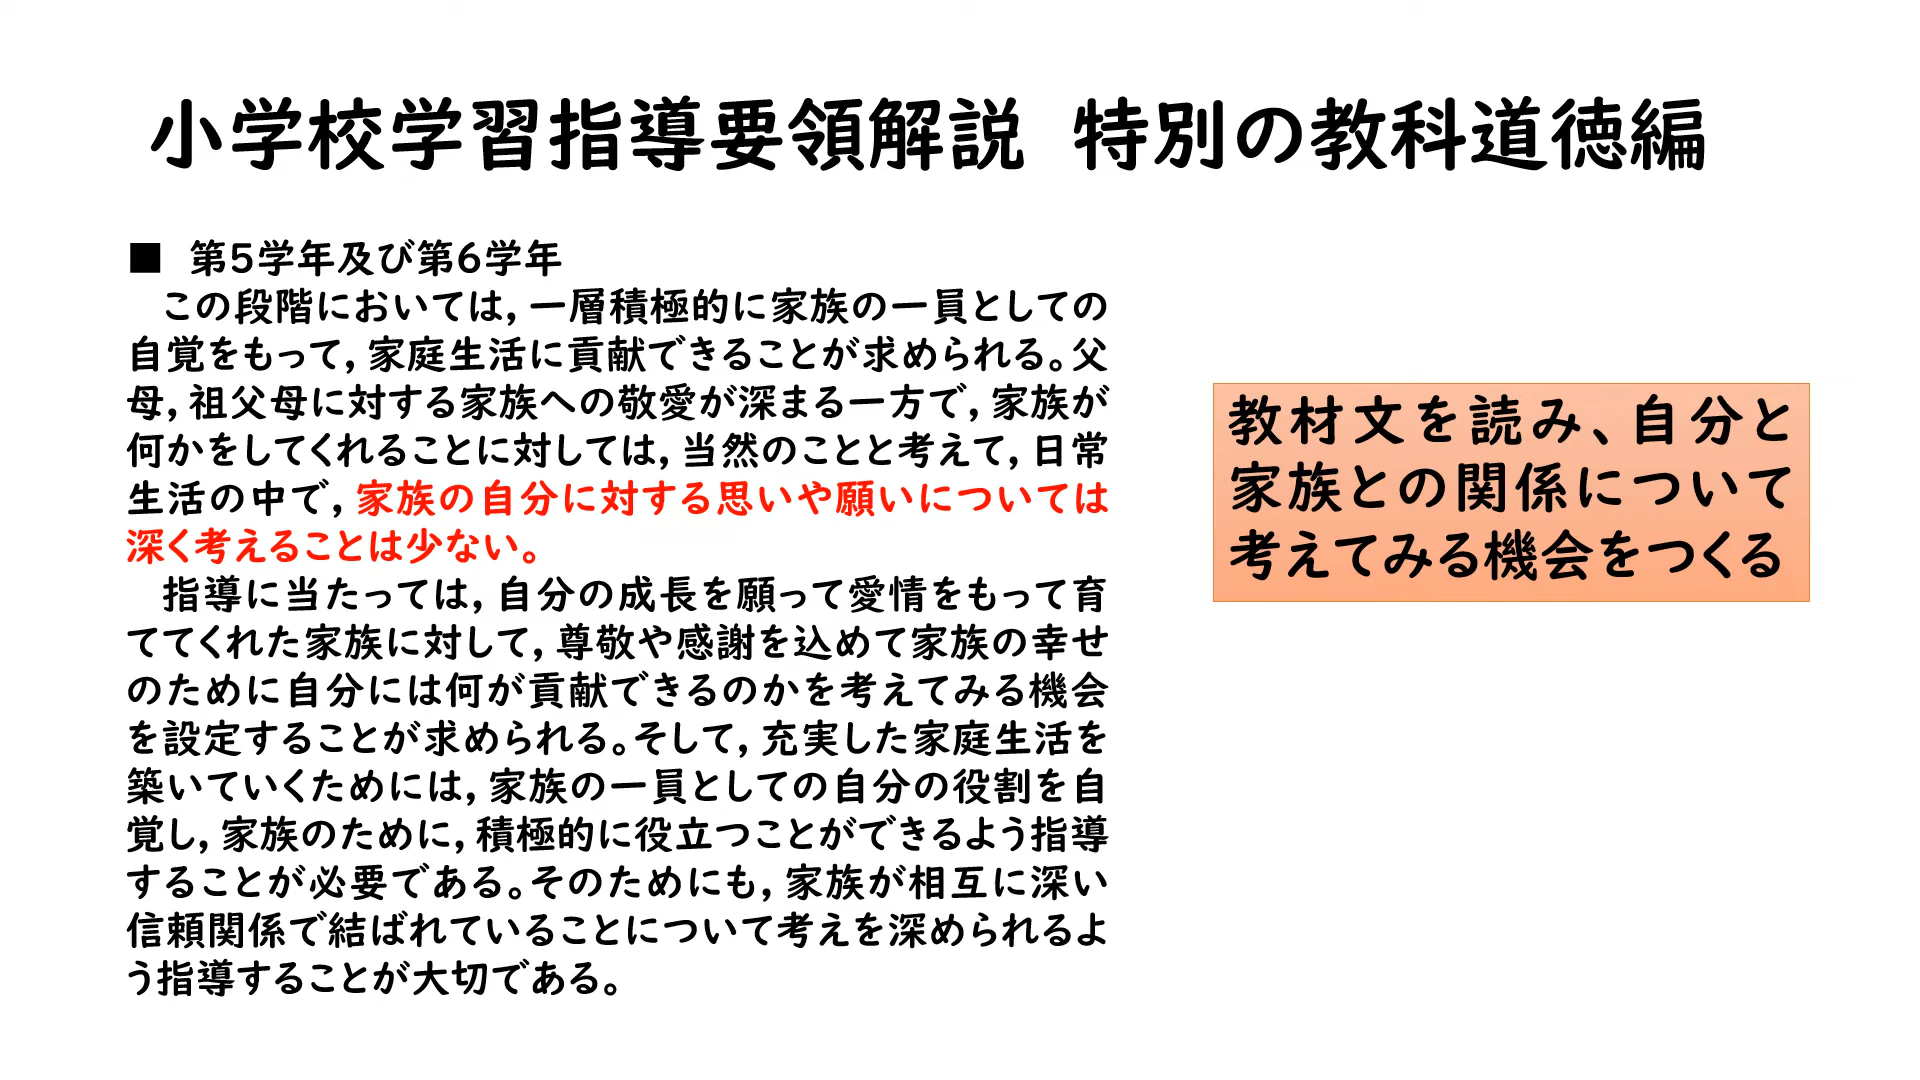 小学校学習指導要領解説　特別の教科道徳編
■　第5学年及び第6学年
　この段階においては，一層積極的に家族の一員としての
自覚をもって，家庭生活に貢献できることが求められる。父
母，祖父母に対する家族への敬愛が深まる一方で，家族が
何かをしてくれることに対しては，当然のことと考えて，日常
生活の中で，家族の自分に対する思いや願いについては
深く考えることは少ない。
　指導に当たっては，自分の成長を願って愛情をもって育
ててくれた家族に対して，尊敬や感謝を込めて家族の幸せ
のために自分には何が貢献できるのかを考えてみる機会
を設定することが求められる。そして，充実した家庭生活を
築いていくためには，家族の一員としての自分の役割を自
覚し，家族のために，積極的に役立つことができるよう指導
することが必要である。そのためにも，家族が相互に深い
信頼関係で結ばれていることについて考えを深められるよ
う指導することが大切である。
教材文を読み、自分と
家族との関係について
考えてみる機会をつくる